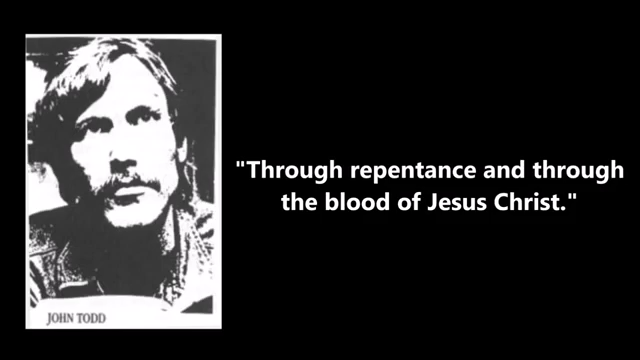 "Through repentance and through
the blood of Jesus Christ."
JOHN TODD